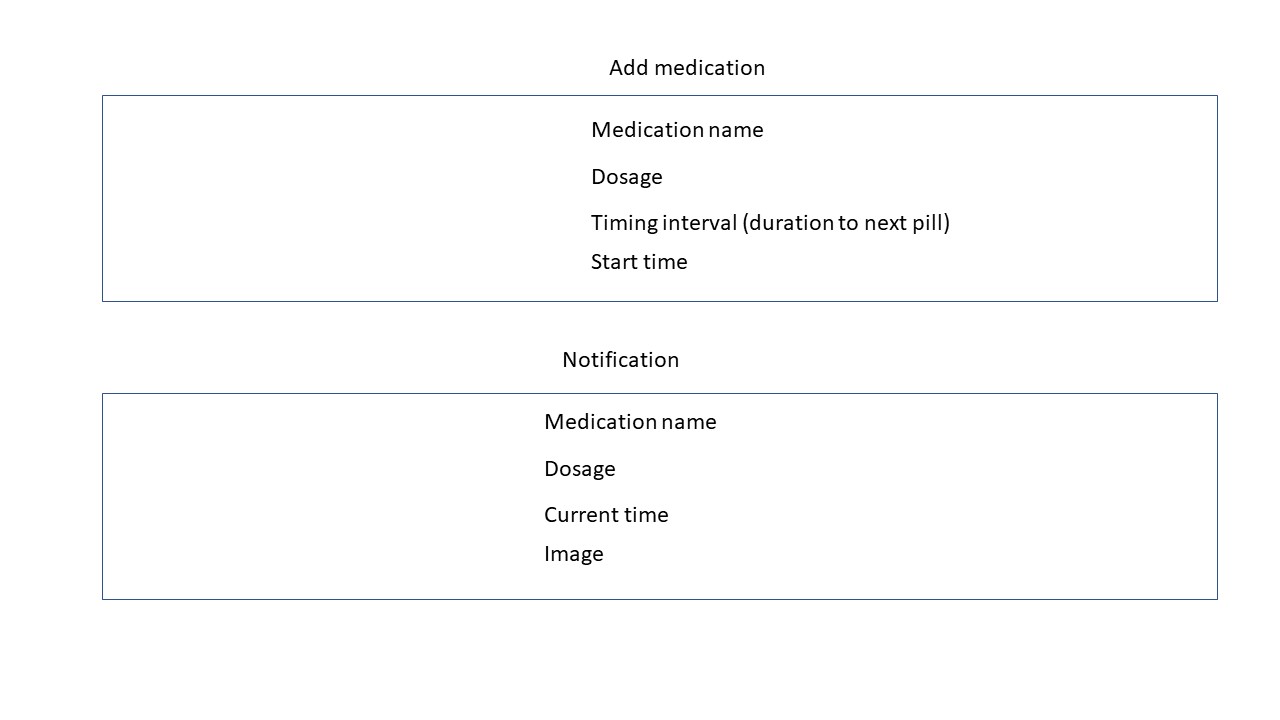 Add medication
Medication name
Dosage
Timing interval (duration to next pill)
Start time
Notification
Medication name
Dosage
Current time
Image